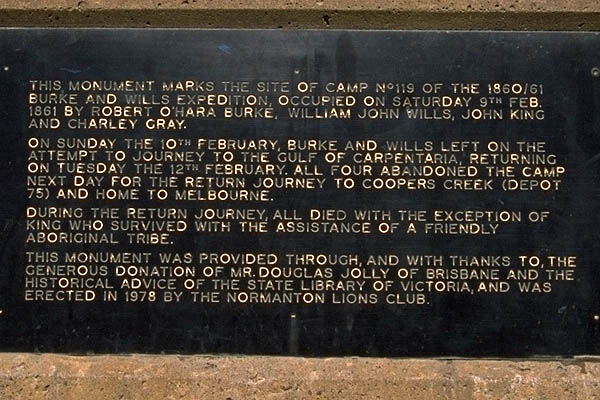 THIS MONUMENT MARKS THE SITE OF CAMP Nº119 OF THE 1860/61
BURKE AND WILLS EXPEDITION, OCCUPIED ON SATURDAY 9TH FEB.
1861 BY ROBERT O'HARA BURKE, WILLIAM JOHN WILLS, JOHN KING
AND CHARLEY GRAY.
ON SUNDAY THE 10TH FEBRUARY, BURKE AND WILLS LEFT ON THE
ATTEMPT TO JOURNEY TO THE GULF OF CARPENTARIA, RETURNING
ON TUESDAY THE 12TH FEBRUARY. ALL FOUR ABANDONED THE CAMP
NEXT DAY FOR THE RETURN JOURNEY TO COOPERS CREEK (DEPOT
75) AND HOME TO MELBOURNE.
DURING THE RETURN JOURNEY, ALL DIED WITH THE EXCEPTION OF
KING WHO SURVIVED WITH THE ASSISTANCE OF A FRIENDLY
ABORIGINAL TRIBE.
THIS MONUMENT WAS PROVIDED THROUGH, AND WITH THANKS TO, THE
GENEROUS DONATION OF MR. DOUGLAS JOLLY OF BRISBANE AND THE
HISTORICAL ADVICE OF THE STATE LIBRARY OF VICTORIA, AND WAS
ERECTED IN 1978 BY THE NORMANTON LIONS CLUB.